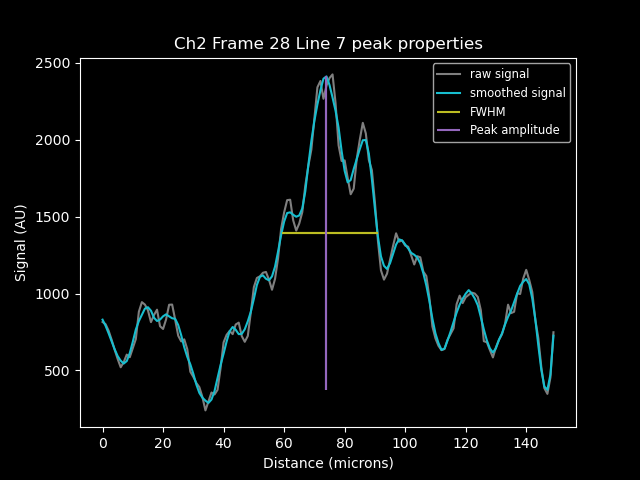 Ch2 Frame 28 Line 7 peak properties
raw signal
smoothed signal
FWHM
Peak amplitude
2500
2000
1500
1000
500
Signal (AU)
0 20 40 60 80 100 120 140
Distance (microns)